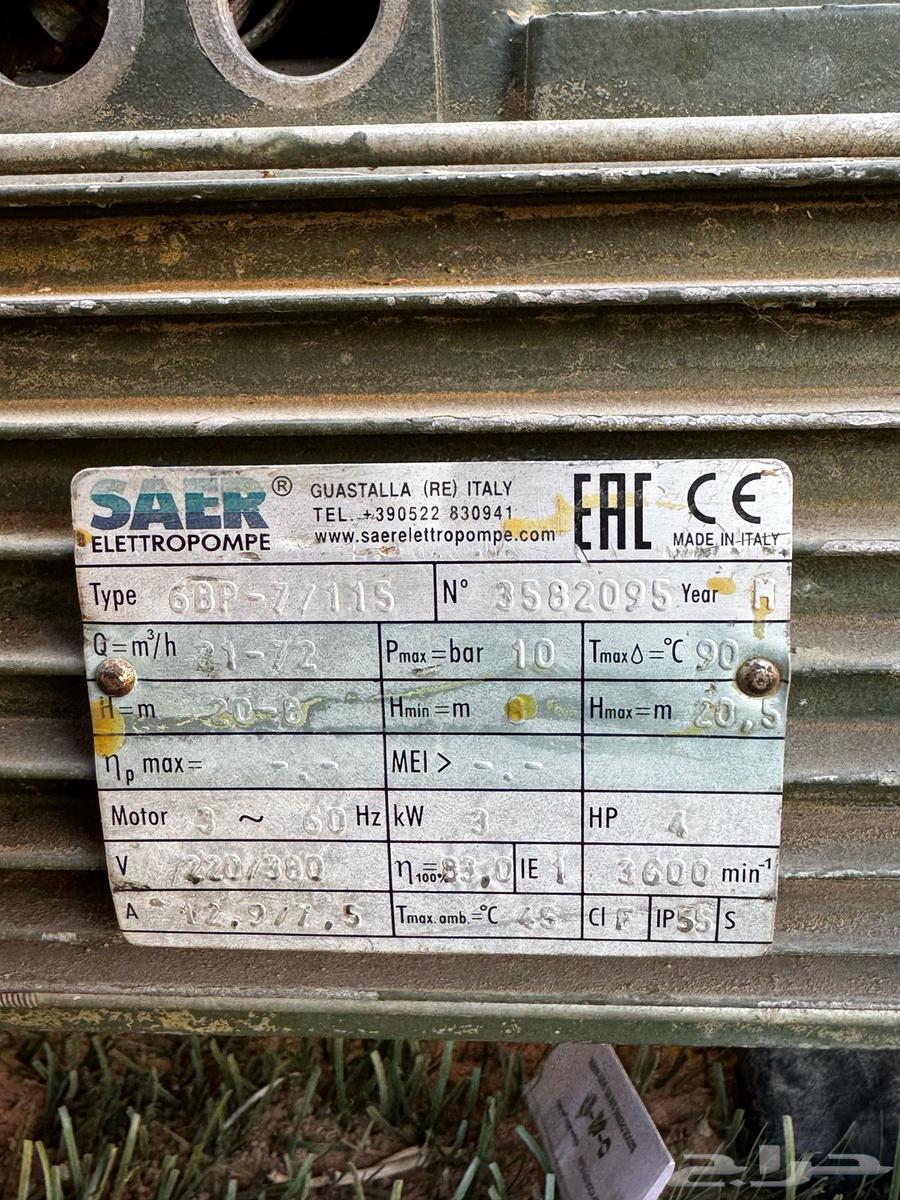 SAER® GUASTALLA (RE) ITALY EAC CE
ELETTROPOMPE TEL. +390522 830941 MADE IN ITALY
www.saerelettropompe.com
Type 6BP-7/115 N° 3582095 Year M
Q=m³/h 21-72 Pmax=bar 10 Tmax=°C 90
H=m 20-8 Hmin=m 8 Hmax=m 20,5
ηp max= -.- MEI > -.-
Motor 3 ~ 60 Hz kW 3 HP 4
V 220/380 η100%=83,0 IE 1 3600 min⁻¹
A 12,9/7,5 Tmax. amb.=°C 45 Cl F IP55 S
حراج